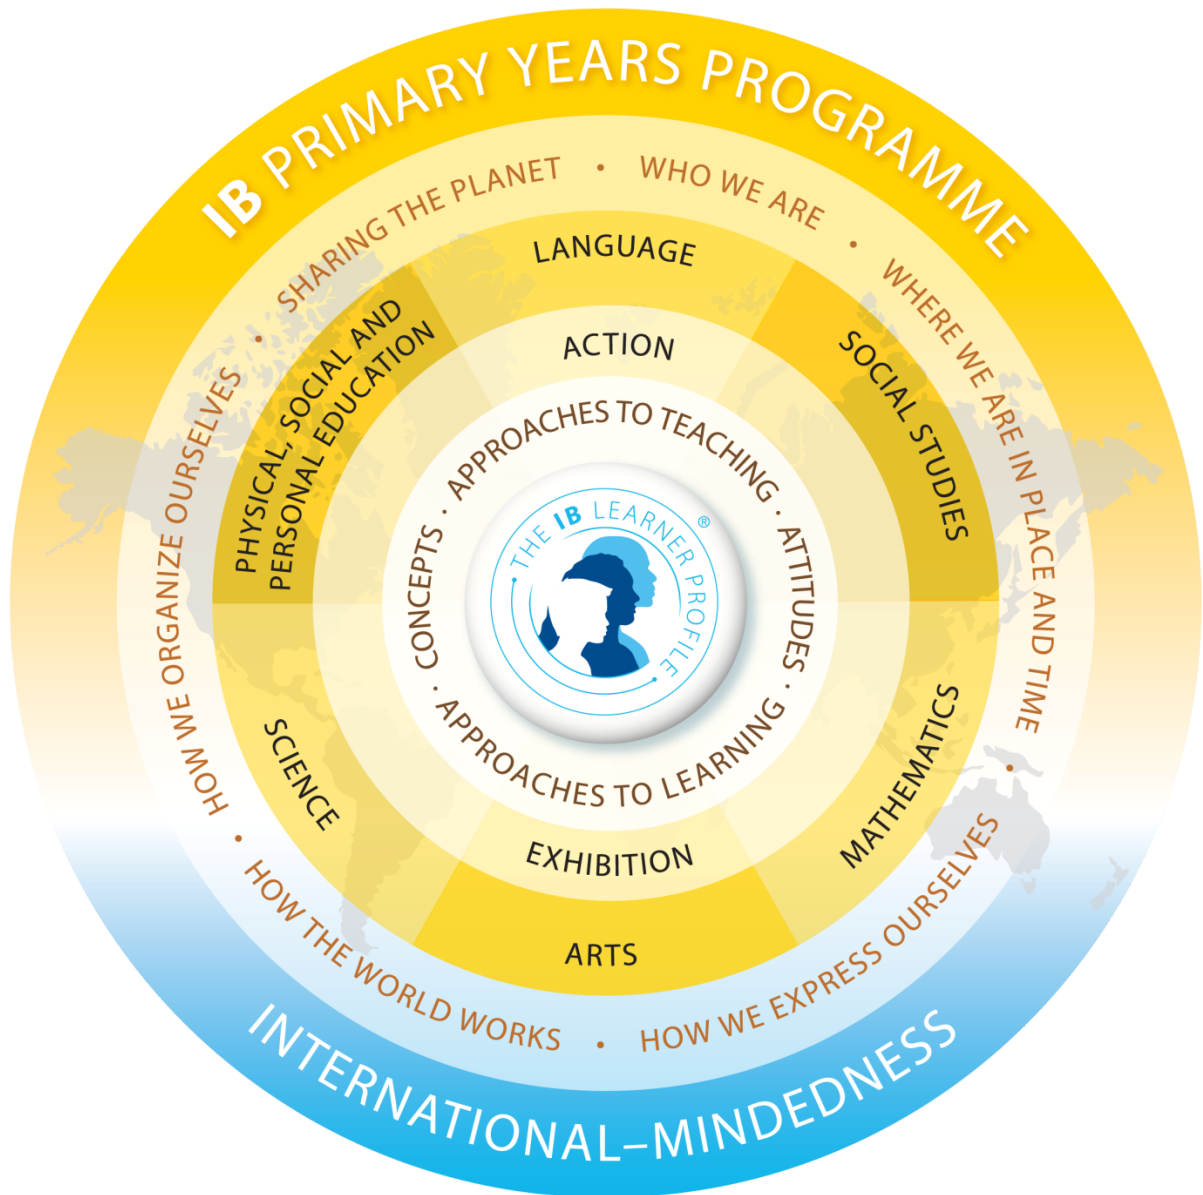 IB PRIMARY YEARS PROGRAMME
SHARING THE PLANET • WHO WE ARE • WHERE WE ARE IN PLACE AND TIME • HOW WE EXPRESS OURSELVES • HOW THE WORLD WORKS • HOW WE ORGANIZE OURSELVES •
LANGUAGE
SOCIAL STUDIES
MATHEMATICS
ARTS
SCIENCE
PHYSICAL, SOCIAL AND
PERSONAL EDUCATION
ACTION
EXHIBITION
APPROACHES TO TEACHING · ATTITUDES · APPROACHES TO LEARNING · CONCEPTS ·
• THE IB LEARNER PROFILE •
®
INTERNATIONAL–MINDEDNESS